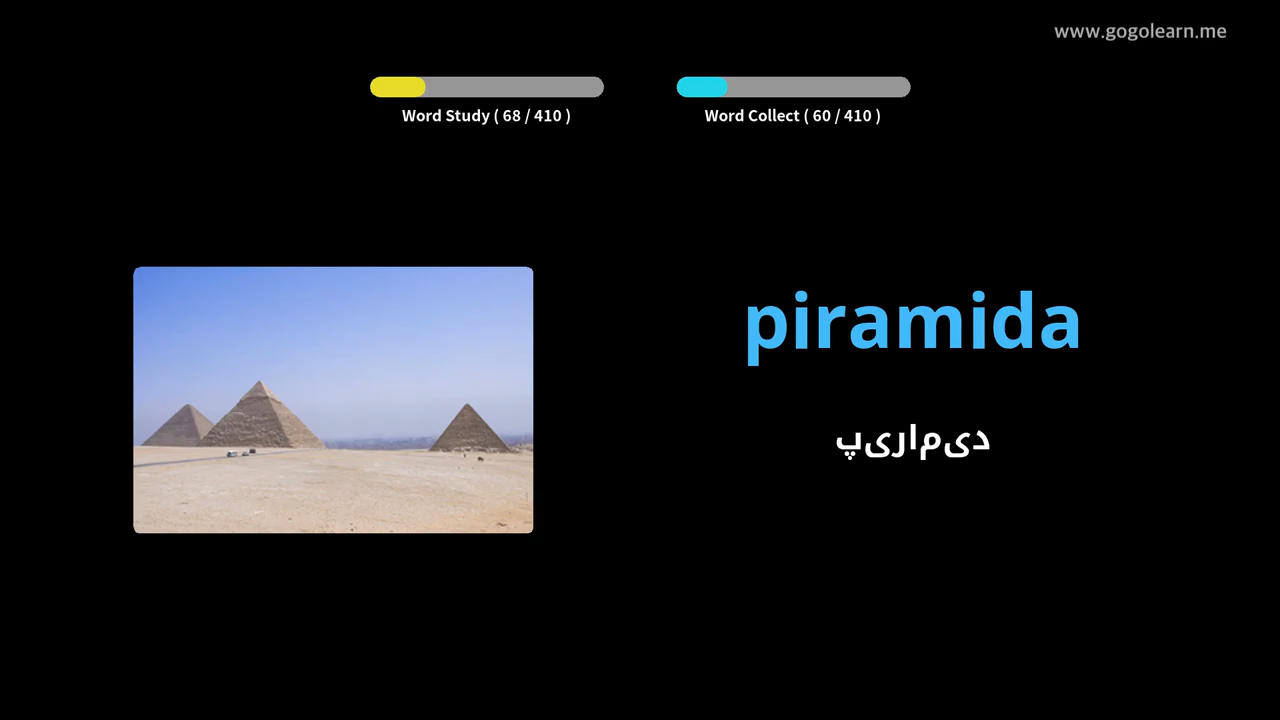 www.gogolearn.me
Word Study ( 68 / 410 )
Word Collect ( 60 / 410 )
piramida
دیماریپ